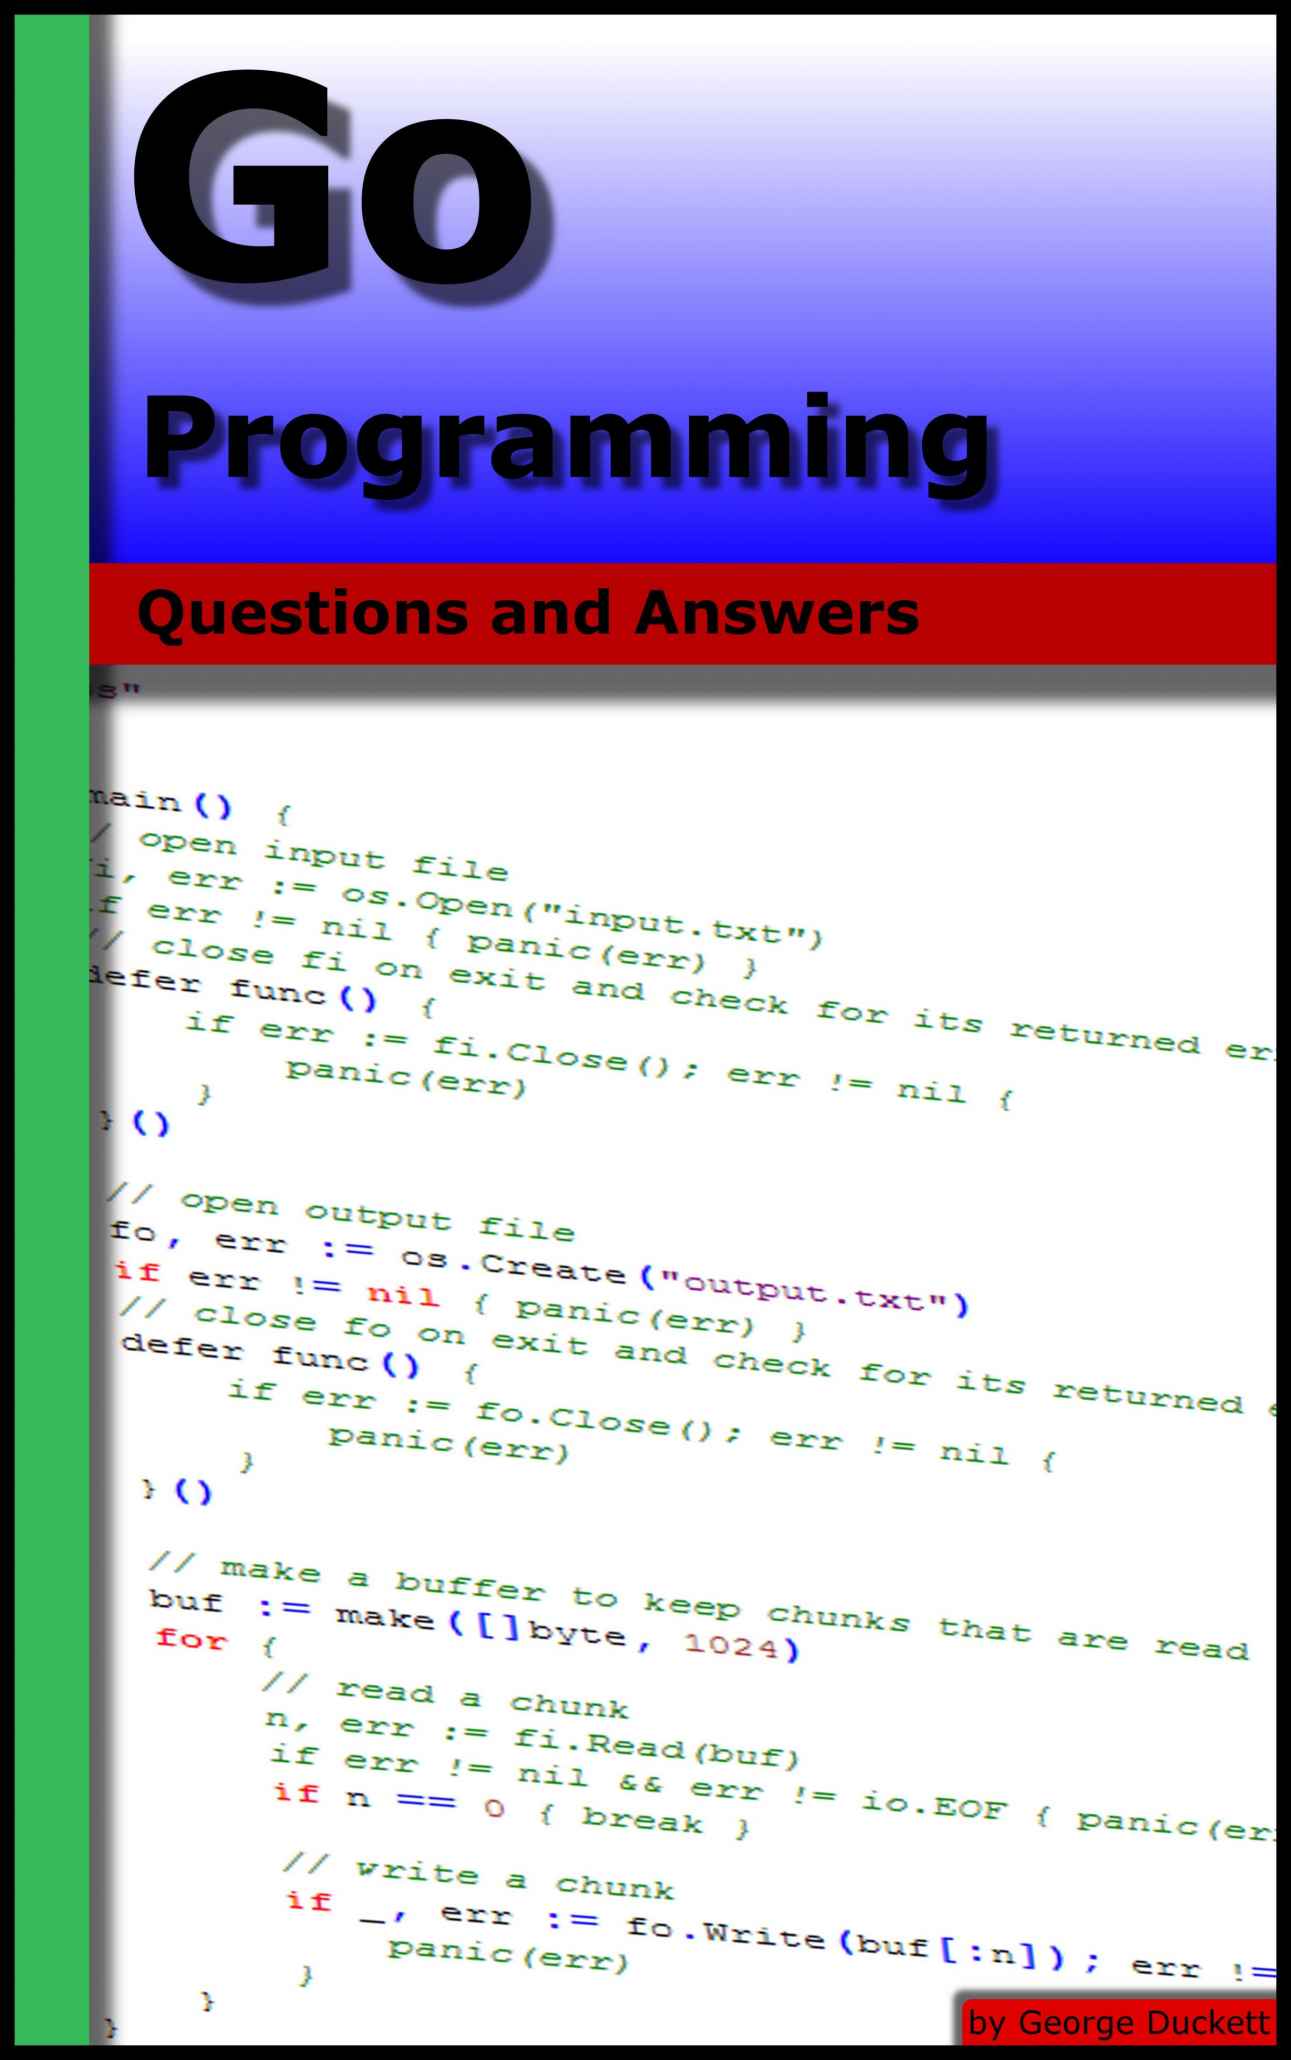 Go
Programming
Questions and Answers
s"
main() {
/ open input file
i, err := os.Open("input.txt")
if err != nil { panic(err) }
// close fi on exit and check for its returned
defer func() {
if err := fi.Close(); err != nil {
panic(err)
}
}()
// open output file
fo, err := os.Create("output.txt")
if err != nil { panic(err) }
// close fo on exit and check for its returned
defer func() {
if err := fo.Close(); err != nil {
panic(err)
}
}()
// make a buffer to keep chunks that are read
buf := make([]byte, 1024)
for {
// read a chunk
n, err := fi.Read(buf)
if err != nil && err != io.EOF { panic(er
if n == 0 { break }
// write a chunk
if _, err := fo.Write(buf[:n]); err !=
panic(err)
}
}
}
by George Duckett